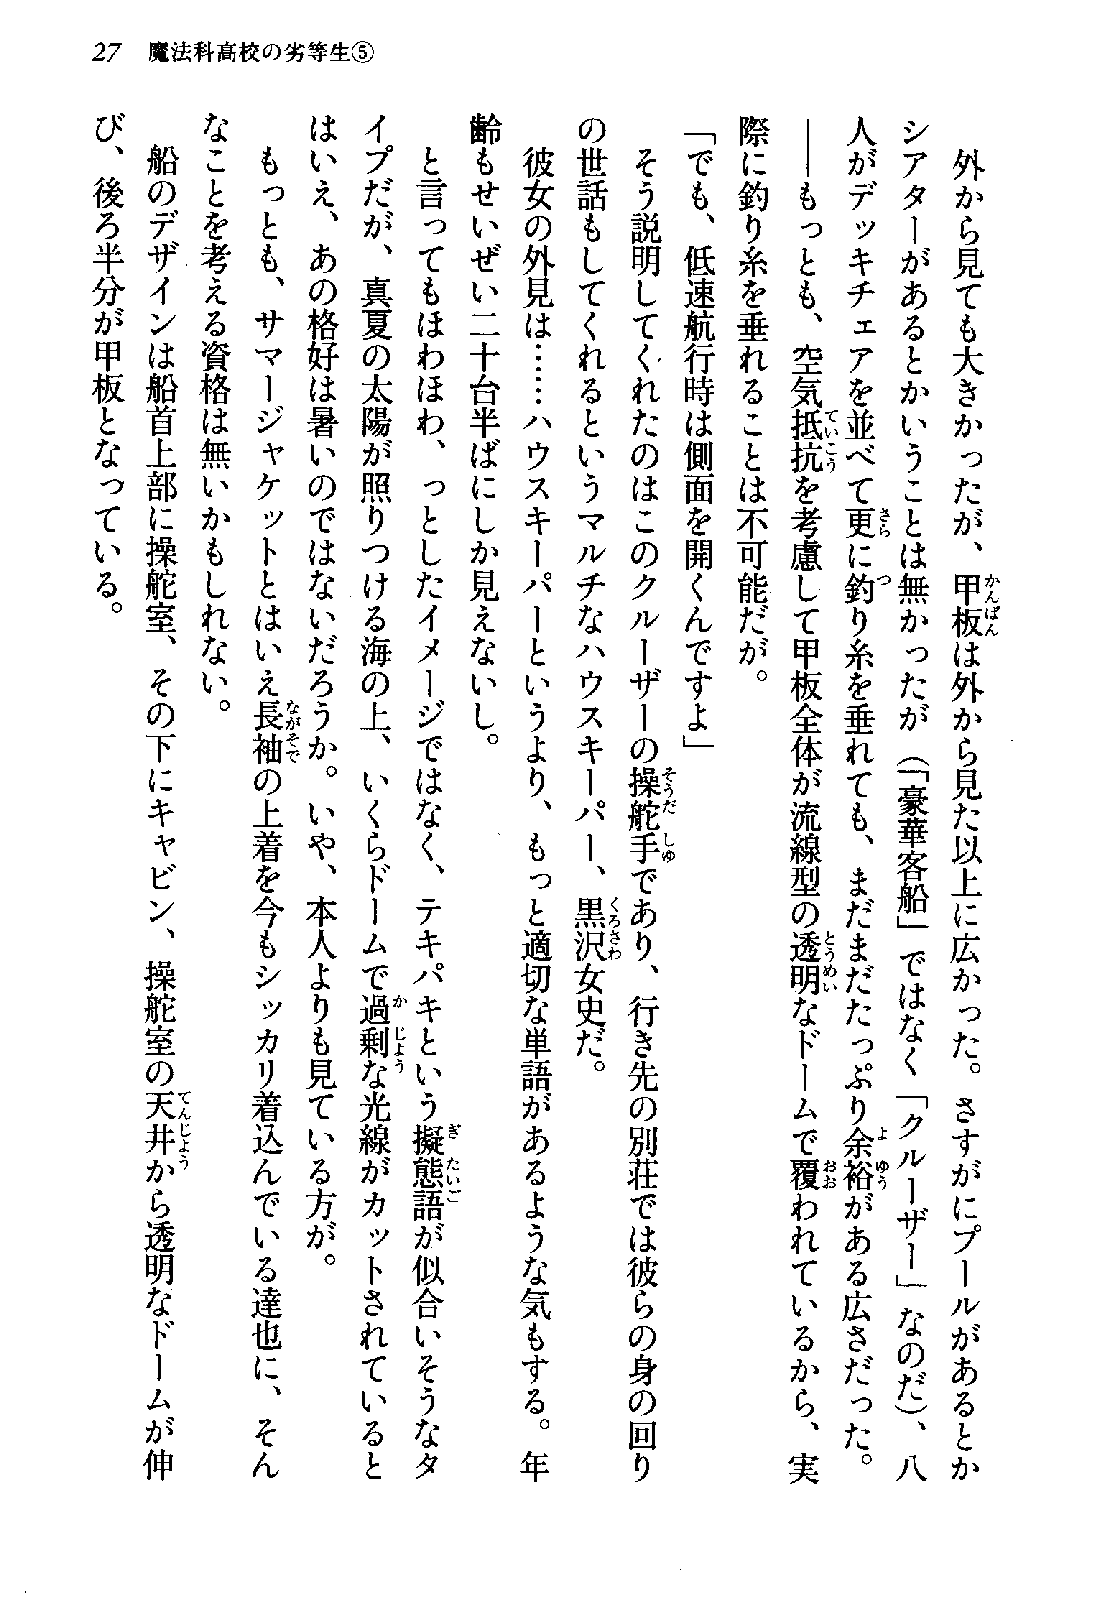 27 魔法科高校の劣等生⑤
　外から見ても大きかったが、甲板は外から見た以上に広かった。さすがにプールがあるとか
シアターがあるとかいうことは無かったが（「豪華客船」ではなく「クルーザー」なのだ）、八
人がデッキチェアを並べて更に釣り糸を垂れても、まだまだたっぷり余裕がある広さだった。
――もっとも、空気抵抗を考慮して甲板全体が流線型の透明なドームで覆われているから、実
際に釣り糸を垂れることは不可能だが。
「でも、低速航行時は側面を開くんですよ」
　そう説明してくれたのはこのクルーザーの操舵手であり、行き先の別荘では彼らの身の回り
の世話もしてくれるというマルチなハウスキーパー、黒沢女史だ。
　彼女の外見は……ハウスキーパーというより、もっと適切な単語があるような気もする。年
齢もせいぜい二十台半ばにしか見えないし。
　と言ってもほわほわ、っとしたイメージではなく、テキパキという擬態語が似合いそうなタ
イプだが、真夏の太陽が照りつける海の上、いくらドームで過剰な光線がカットされていると
はいえ、あの格好は暑いのではないだろうか。いや、本人よりも見ている方が。
　もっとも、サマージャケットとはいえ長袖の上着を今もシッカリ着込んでいる達也に、そん
なことを考える資格は無いかもしれない。
　船のデザインは船首上部に操舵室、その下にキャビン、操舵室の天井から透明なドームが伸
び、後ろ半分が甲板となっている。